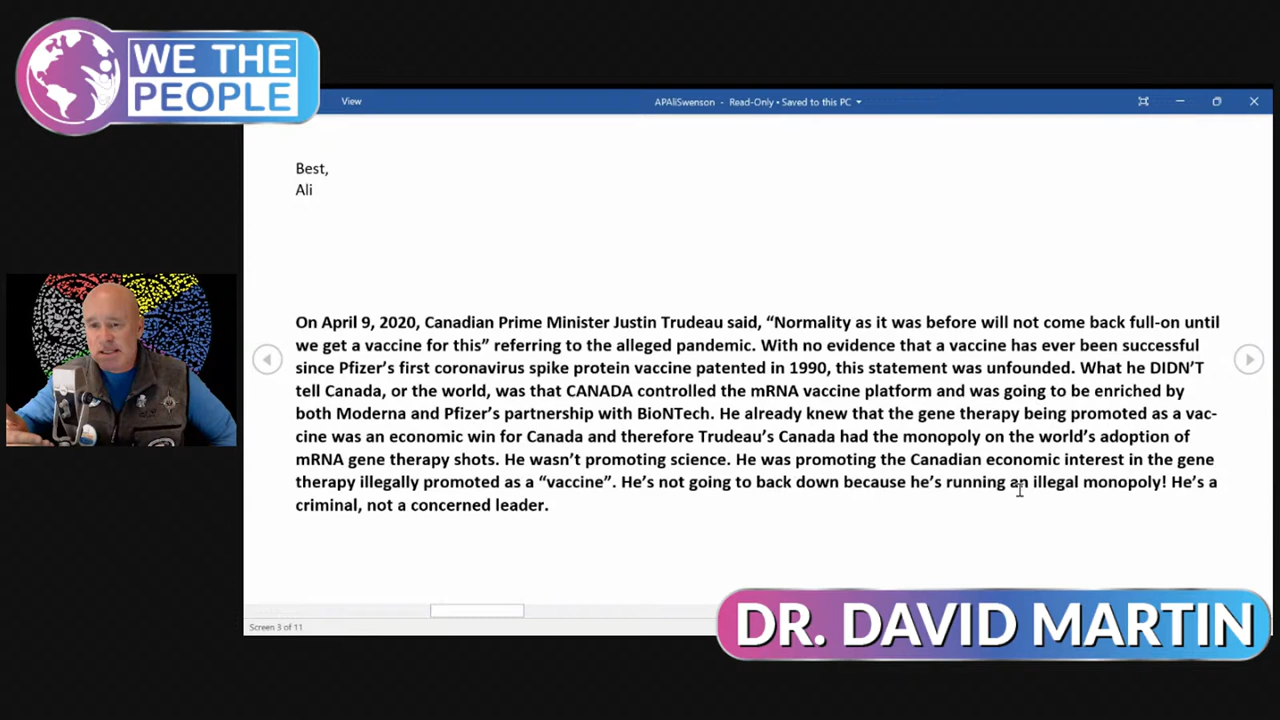 WE THE
PEOPLE
View
APAliSwenson - Read-Only • Saved to this PC
Best,
Ali
On April 9, 2020, Canadian Prime Minister Justin Trudeau said, “Normality as it was before will not come back full-on until
we get a vaccine for this” referring to the alleged pandemic. With no evidence that a vaccine has ever been successful
since Pfizer’s first coronavirus spike protein vaccine patented in 1990, this statement was unfounded. What he DIDN’T
tell Canada, or the world, was that CANADA controlled the mRNA vaccine platform and was going to be enriched by
both Moderna and Pfizer’s partnership with BioNTech. He already knew that the gene therapy being promoted as a vac-
cine was an economic win for Canada and therefore Trudeau’s Canada had the monopoly on the world’s adoption of
mRNA gene therapy shots. He wasn’t promoting science. He was promoting the Canadian economic interest in the gene
therapy illegally promoted as a “vaccine”. He’s not going to back down because he’s running an illegal monopoly! He’s a
criminal, not a concerned leader.
Screen 3 of 11
DR. DAVID MARTIN